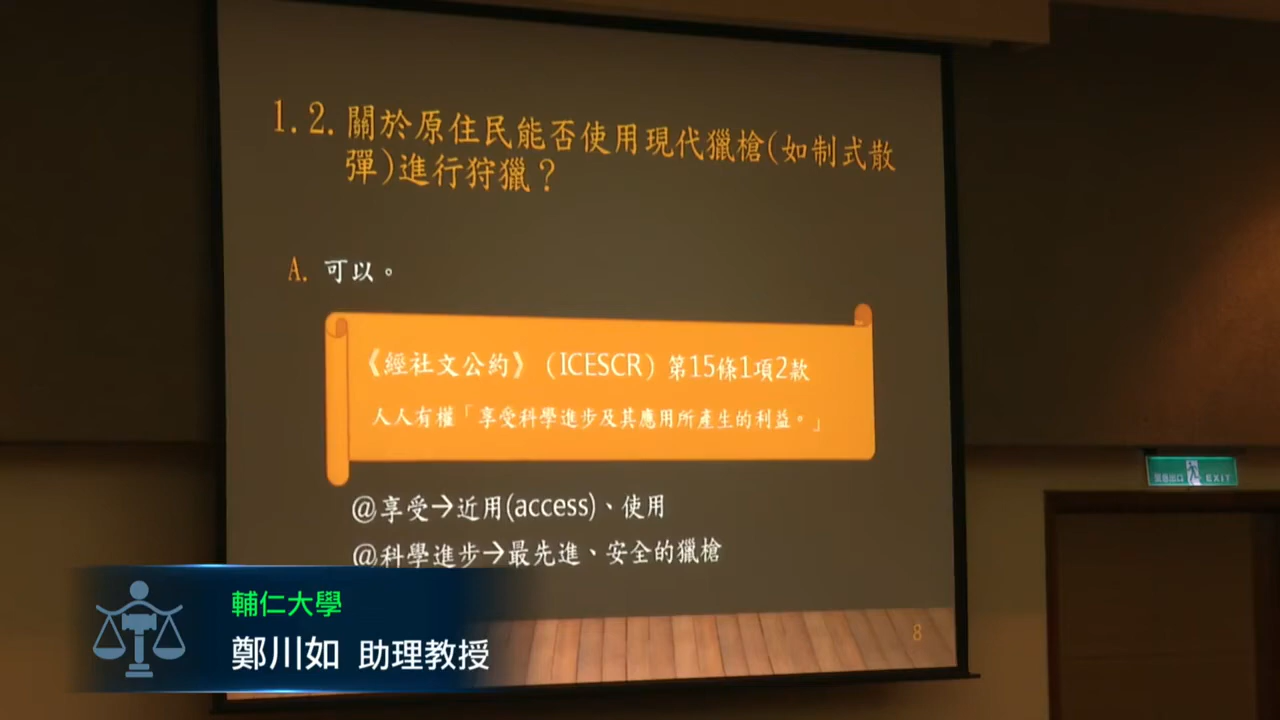 1.2.關於原住民能否使用現代獵槍(如制式散
彈)進行狩獵？
A. 可以。
《經社文公約》（ICESCR）第15條1項2款
人人有權「享受科學進步及其應用所產生的利益。」
@享受→近用(access)、使用
@科學進步→最先進、安全的獵槍
8
EXIT
輔仁大學
鄭川如 助理教授